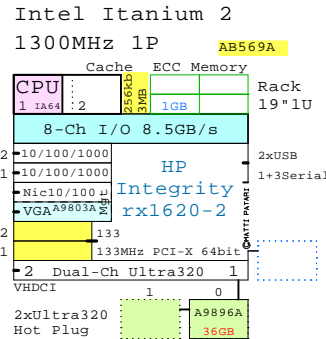 Intel Itanium 2
1300MHz 1P
AB569A
Cache ECC Memory
CPU
1 IA64
:2
256kb
3MB
1GB
Rack
19"1U
8-Ch I/O 8.5GB/s
2 10/100/1000
1 10/100/1000
Nic10/100
VGA A9803A
Mgt
HP
Integrity
rx1620-2
2xUSB
1+3Serial
©MATTI PATARI
2 133
1 133MHz PCI-X 64bit
2 Dual-Ch Ultra320 1
VHDCI
1 0
2xUltra320
Hot Plug
A9896A
36GB